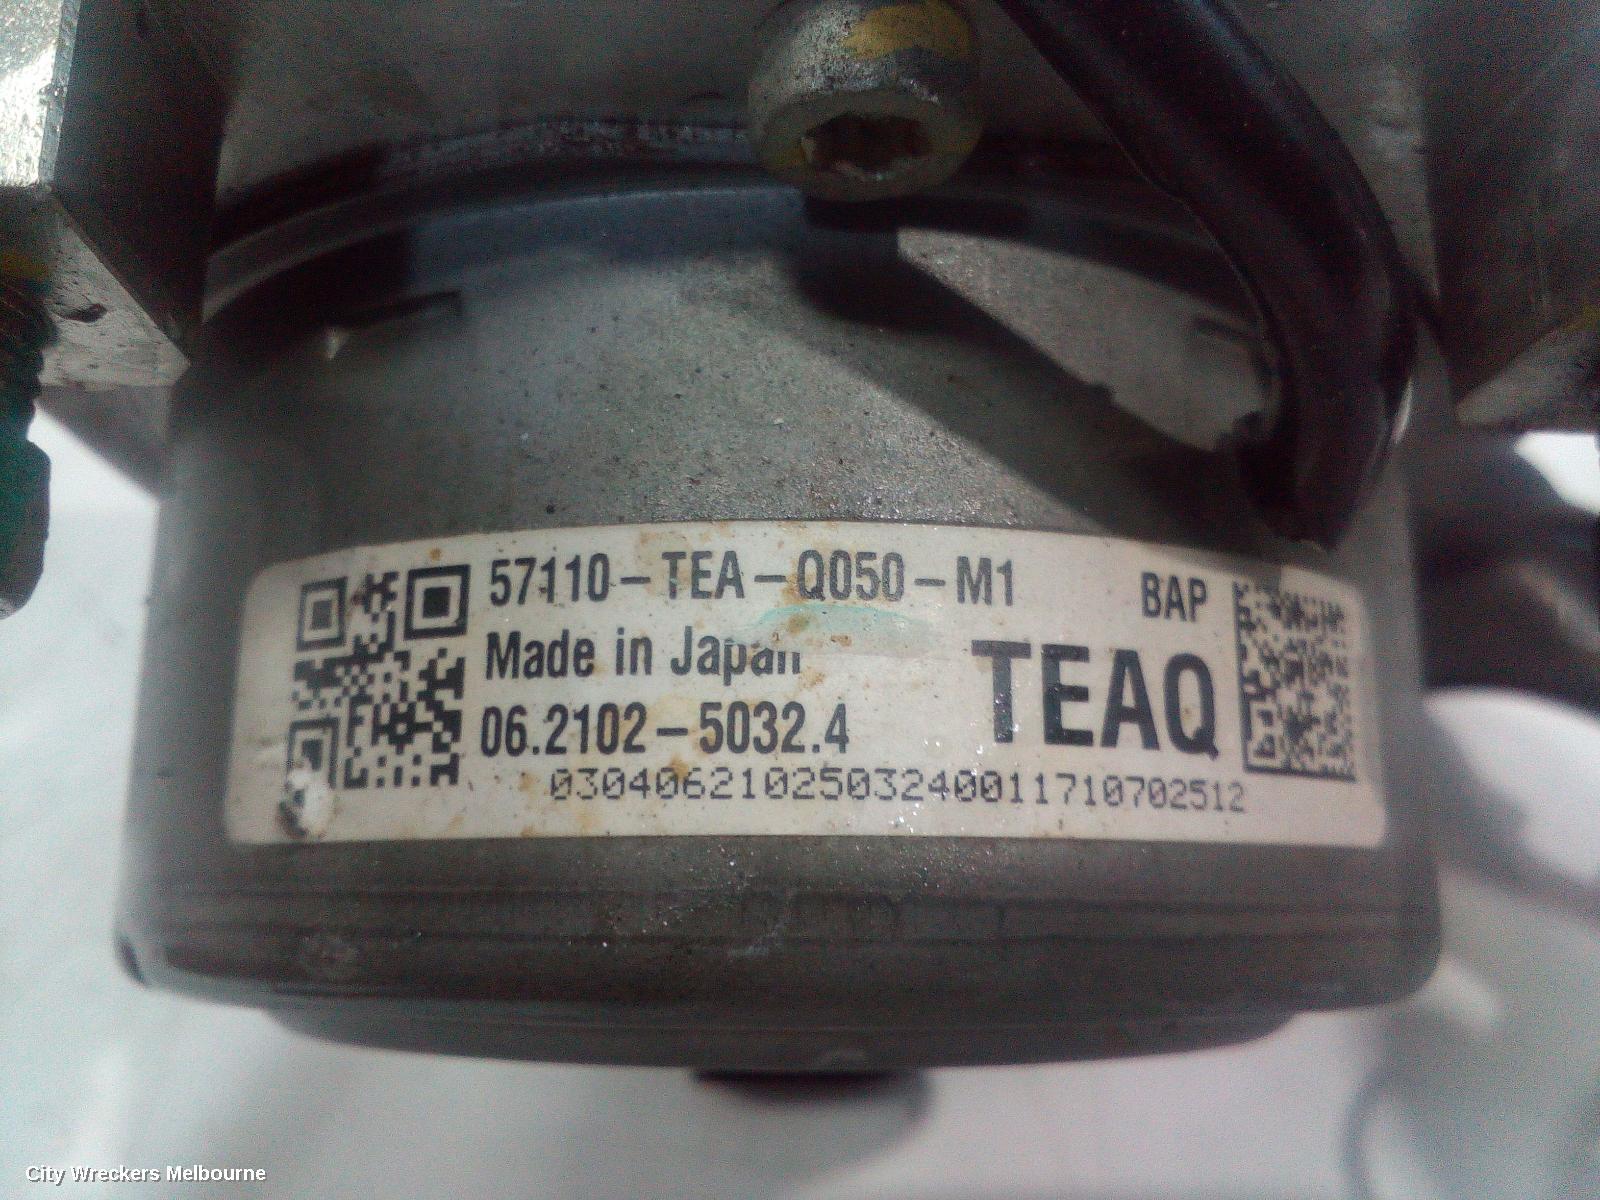 57110-TEA-Q050-M1 BAP
Made in Japan
TEAQ
06.2102-5032.4
0304062102503240011710702512
City Wreckers Melbourne